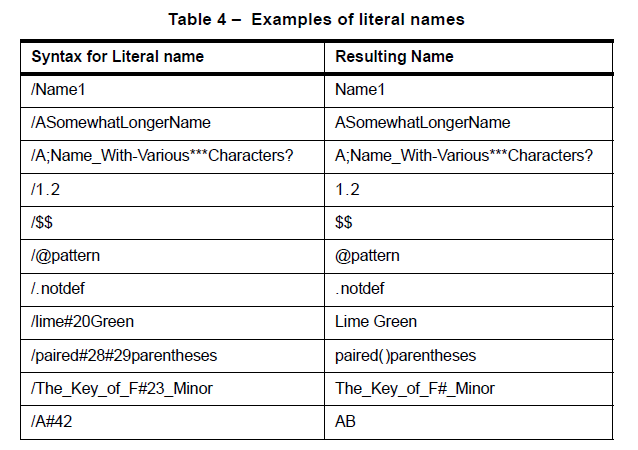 Table 4 – Examples of literal names
Syntax for Literal name Resulting Name
/Name1 Name1
/ASomewhatLongerName ASomewhatLongerName
/A;Name_With-Various***Characters? A;Name_With-Various***Characters?
/1.2 1.2
/$$ $$
/@pattern @pattern
/.notdef .notdef
/lime#20Green Lime Green
/paired#28#29parentheses paired()parentheses
/The_Key_of_F#23_Minor The_Key_of_F#_Minor
/A#42 AB